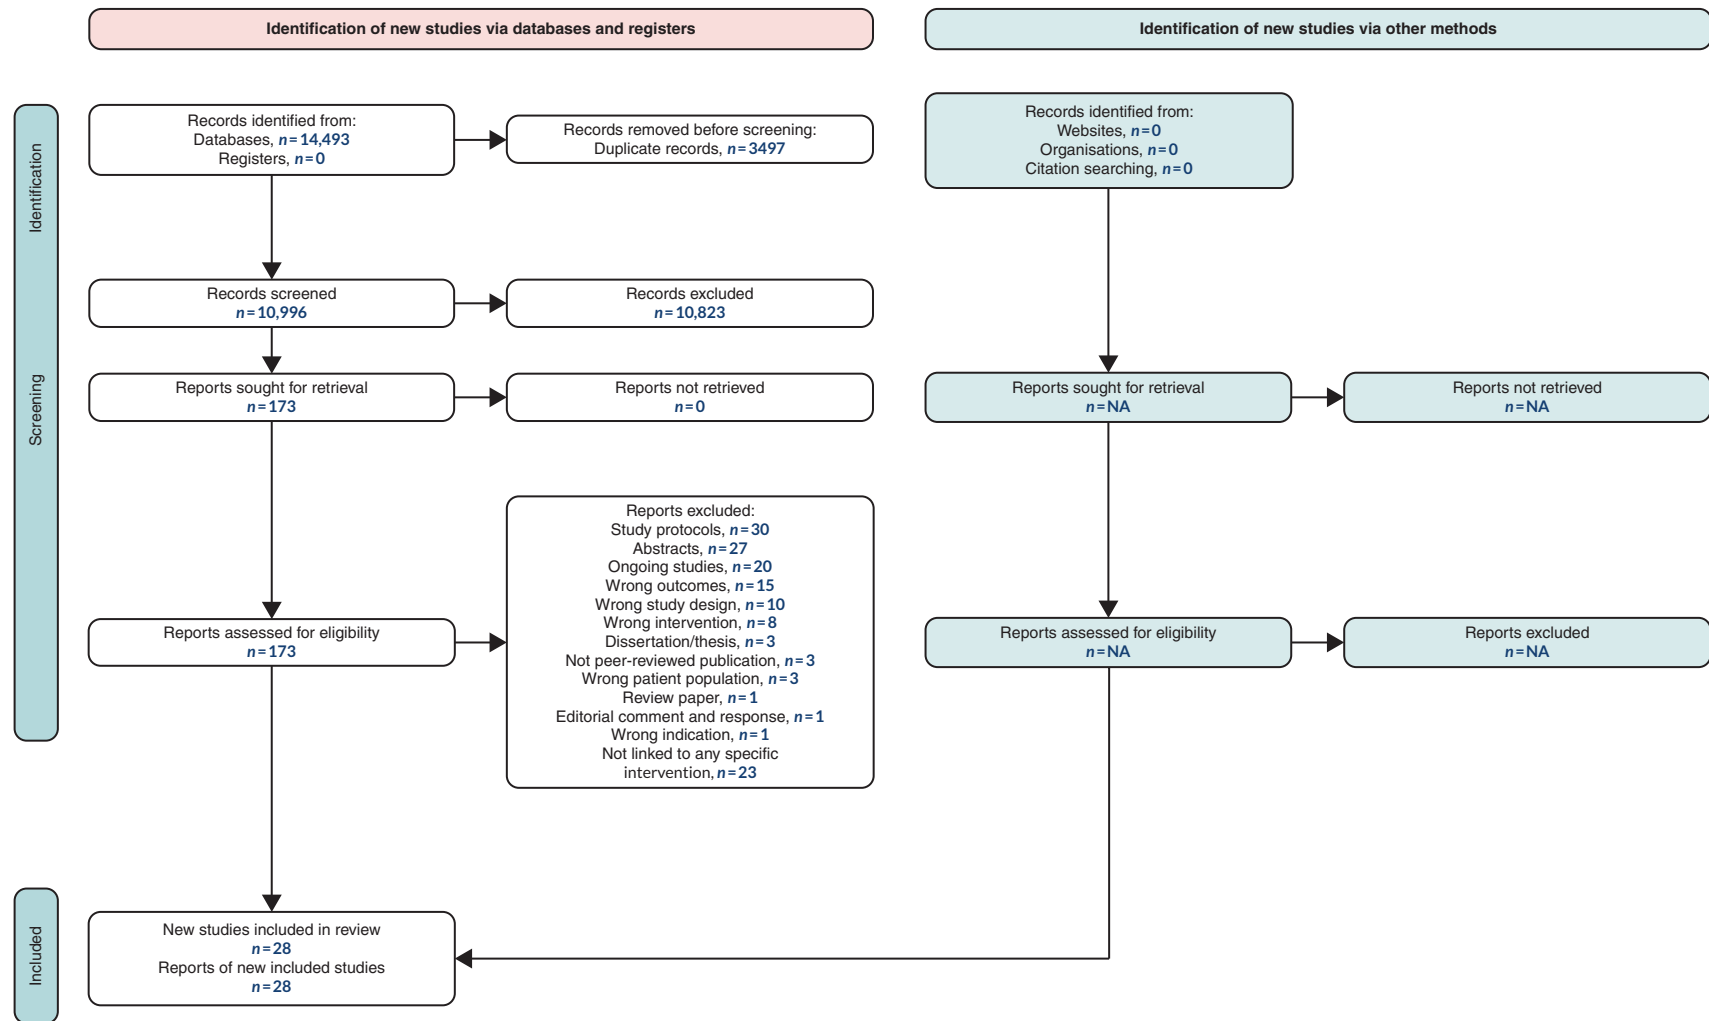 Identification of new studies via databases and registers
Identification of new studies via other methods
Identification
Records identified from:
Databases, n=14,493
Registers, n=0
Records removed before screening:
Duplicate records, n=3497
Records identified from:
Websites, n=0
Organisations, n=0
Citation searching, n=0
Screening
Records screened
n=10,996
Records excluded
n=10,823
Reports sought for retrieval
n=173
Reports not retrieved
n=0
Reports sought for retrieval
n=NA
Reports not retrieved
n=NA
Reports assessed for eligibility
n=173
Reports excluded:
Study protocols, n=30
Abstracts, n=27
Ongoing studies, n=20
Wrong outcomes, n=15
Wrong study design, n=10
Wrong intervention, n=8
Dissertation/thesis, n=3
Not peer-reviewed publication, n=3
Wrong patient population, n=3
Review paper, n=1
Editorial comment and response, n=1
Wrong indication, n=1
Not linked to any specific
intervention, n=23
Reports assessed for eligibility
n=NA
Reports excluded
n=NA
Included
New studies included in review
n=28
Reports of new included studies
n=28